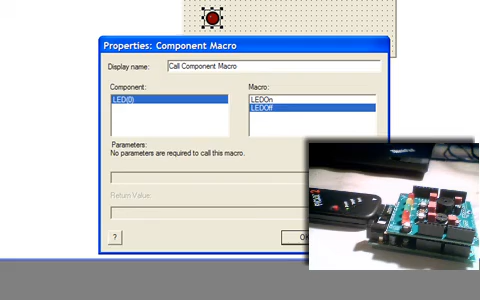 Properties: Component Macro
Display name: Call Component Macro
Component: Macro:
LED(0) LEDOn
LEDOff
Parameters:
No parameters are required to call this macro.
Return Value:
?